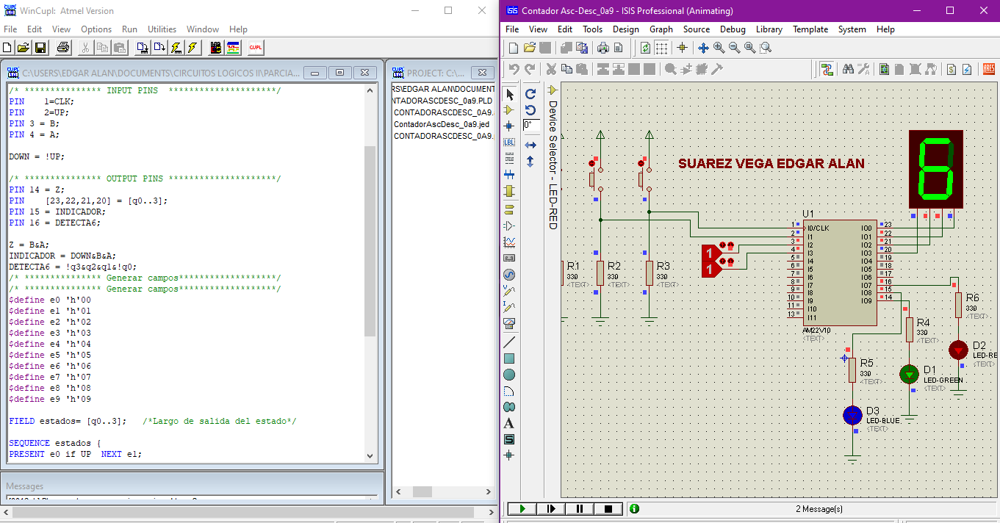 WinCupl: Atmel Version
File Edit View Options Run Utilities Window Help
CUPL
C:\USERS\EDGAR ALAN\DOCUMENTS\CIRCUITOS LOGICOS II\PARCIA...
/* *************** INPUT PINS *********************/
PIN 1=CLK;
PIN 2=UP;
PIN 3 = B;
PIN 4 = A;
DOWN = !UP;
/* *************** OUTPUT PINS *********************/
PIN 14 = Z;
PIN [23,22,21,20] = [q0..3];
PIN 15 = INDICADOR;
PIN 16 = DETECTA6;
Z = B&A;
INDICADOR = DOWN&B&A;
DETECTA6 = !q3&q2&q1&!q0;
/* *************** Generar campos*******************/
/* *************** Generar campos*******************/
$define e0 'h'00
$define e1 'h'01
$define e2 'h'02
$define e3 'h'03
$define e4 'h'04
$define e5 'h'05
$define e6 'h'06
$define e7 'h'07
$define e8 'h'08
$define e9 'h'09
FIELD estados= [q0..3]; /*Largo de salida del estado*/
SEQUENCE estados {
PRESENT e0 if UP NEXT e1;
Messages
PROJECT: C:\...
RS\EDGAR ALAN\DOCUMENT
NTADORASCDESC_0a9.PLD
CONTADORASCDESC_0A9.
ContadorAscDesc_0a9.jed
CONTADORASCDESC_0A9.
ISIS Contador Asc-Desc_0a9 - ISIS Professional (Animating)
File View Edit Tools Design Graph Source Debug Library Template System Help
ARES
0°
LBL
Device Selector - LED-RED
SUAREZ VEGA EDGAR ALAN
6
U1
1 I0/CLK IO0 23
2 I1 IO1 22
3 I2 IO2 21
4 I3 IO3 20
5 I4 IO4 19
6 I5 IO5 18
7 I6 IO6 17
8 I7 IO7 16
9 I8 IO8 15
10 I9 IO9 14
11 I10
13 I11
AM22V10
<TEXT>
1
1
R1
330
<TEXT>
R2
330
<TEXT>
R3
330
<TEXT>
R6
330
<TEXT>
R4
330
<TEXT>
D2
LED-RE
<TEXT>
R5
330
<TEXT>
D1
LED-GREEN
<TEXT>
D3
LED-BLUE
<TEXT>
2 Message(s)